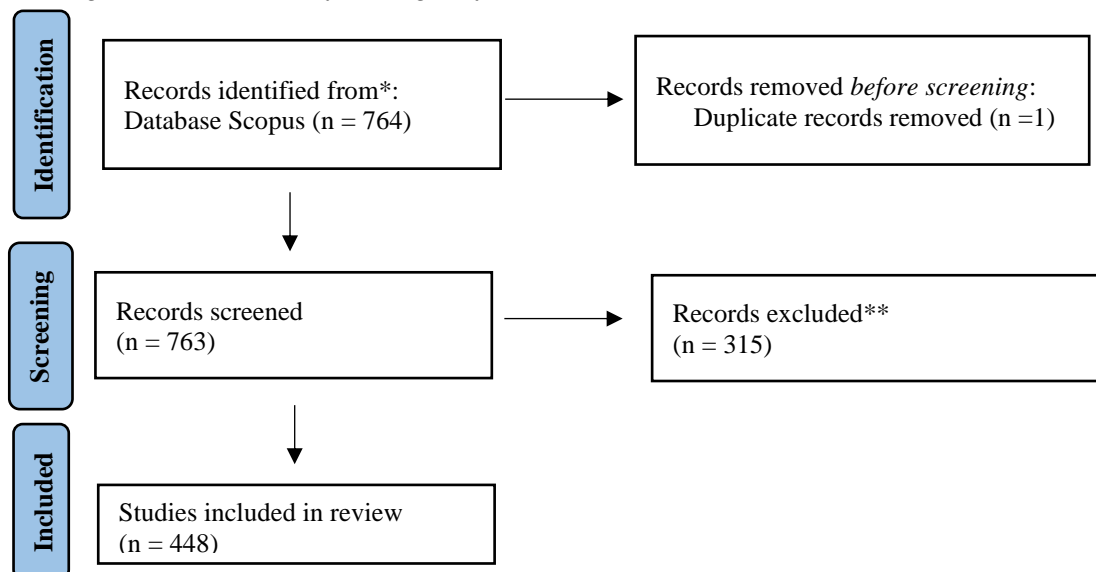 Identification
Records identified from*:
Database Scopus (n = 764)
Records removed before screening:
Duplicate records removed (n =1)
Screening
Records screened
(n = 763)
Records excluded**
(n = 315)
Included
Studies included in review
(n = 448)